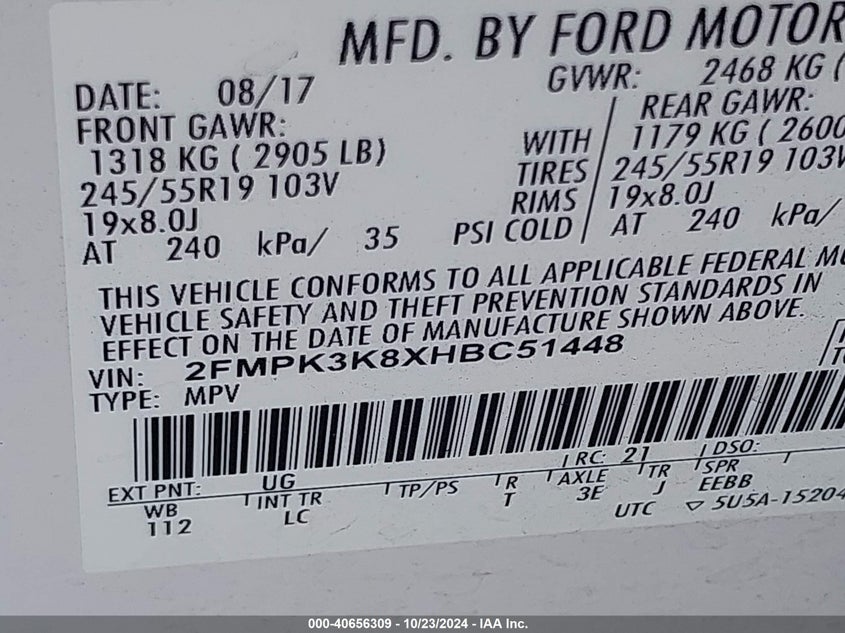 MFD. BY FORD MOTOR
DATE: 08/17 GVWR: 2468 KG (
FRONT GAWR: REAR GAWR:
1318 KG ( 2905 LB) WITH 1179 KG ( 2600
245/55R19 103V TIRES 245/55R19 103V
19x8.0J RIMS 19x8.0J
AT 240 kPa/ 35 PSI COLD AT 240 kPa/
THIS VEHICLE CONFORMS TO ALL APPLICABLE FEDERAL
VEHICLE SAFETY AND THEFT PREVENTION STANDARDS IN
EFFECT ON THE DATE OF MANUFACTURE SHOWN ABOVE.
VIN: 2FMPK3K8XHBC51448
TYPE: MPV
EXT PNT: UG RC: 21 DSO:
WB INT TR TP/PS R AXLE TR SPR
112 LC T 3E J EEBB
UTC ▽ 5U5A-15204
000-40656309 - 10/23/2024 - IAA Inc.